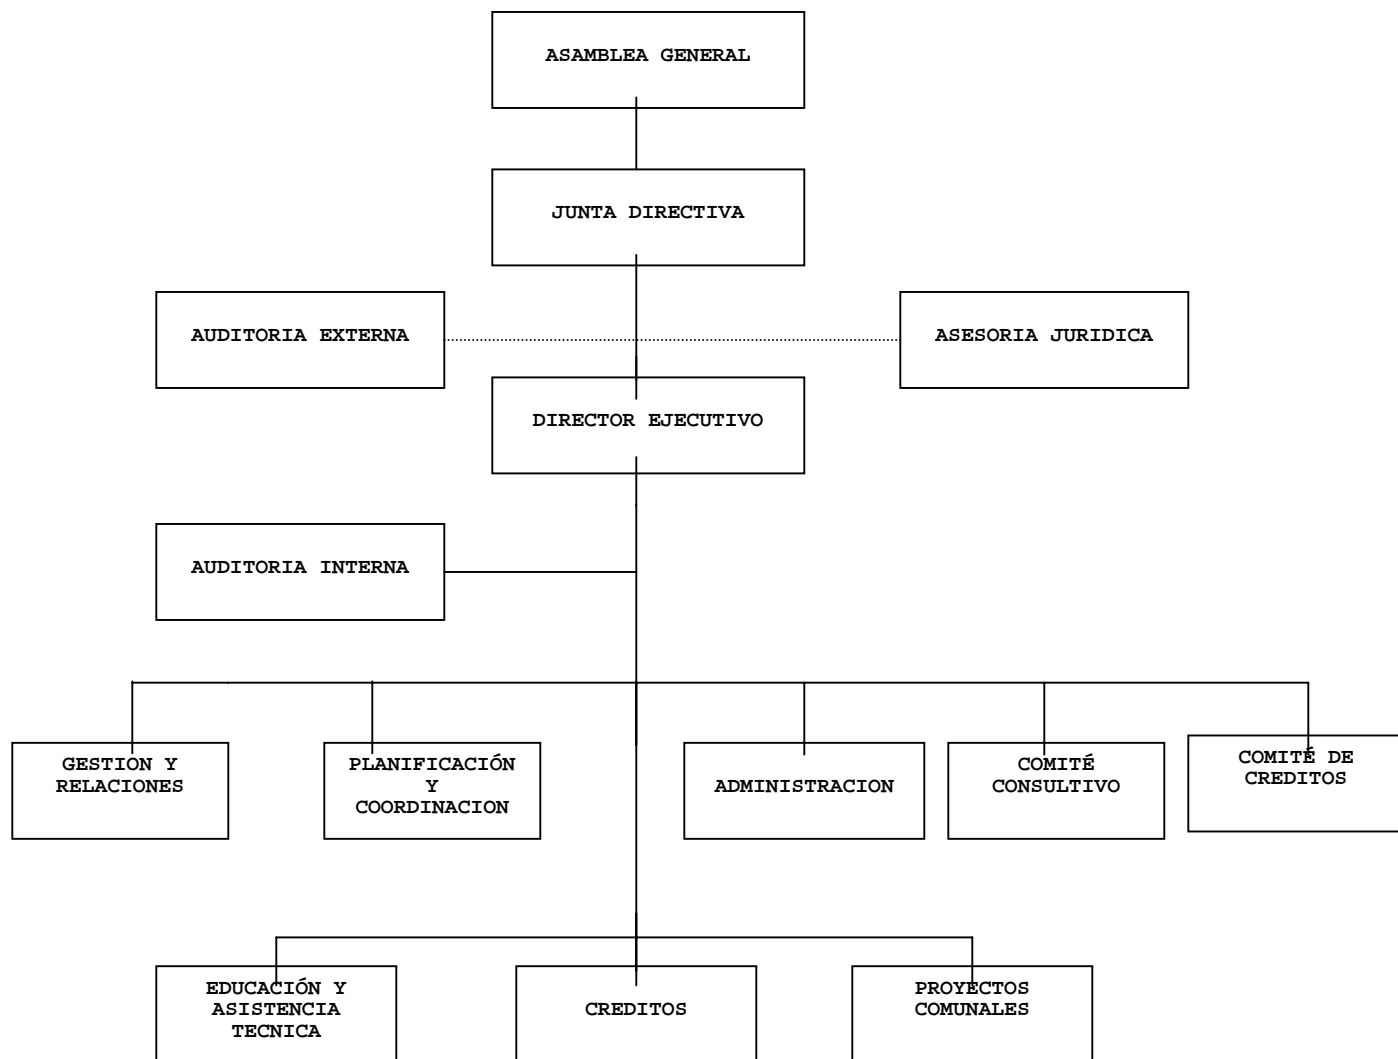 ASAMBLEA GENERAL
JUNTA DIRECTIVA
AUDITORIA EXTERNA
ASESORIA JURIDICA
DIRECTOR EJECUTIVO
AUDITORIA INTERNA
GESTION Y
RELACIONES
PLANIFICACIÓN
Y
COORDINACION
ADMINISTRACION
COMITÉ
CONSULTIVO
COMITÉ DE
CREDITOS
EDUCACIÓN Y
ASISTENCIA
TECNICA
CREDITOS
PROYECTOS
COMUNALES